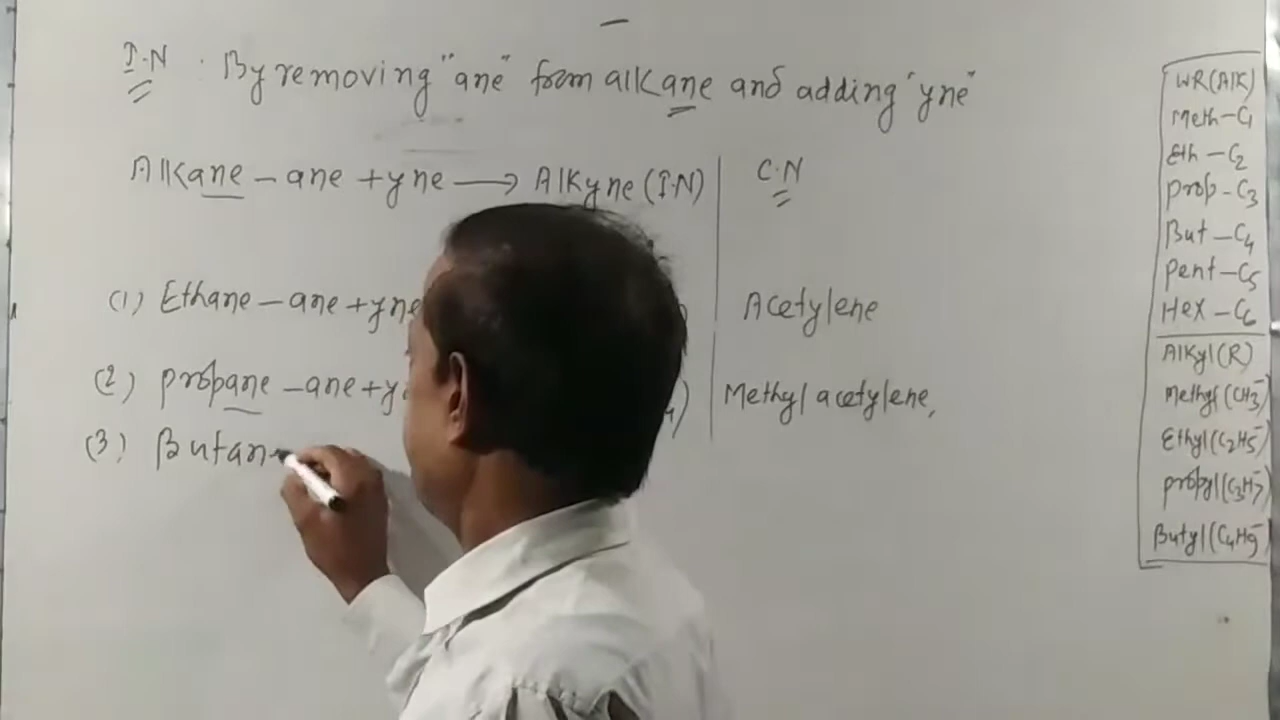 I.N : By removing "ane" from alkane and adding "yne"
Alkane - ane + yne ⟶ Alkyne (I.N)
C.N
(1) Ethane - ane + yne
Acetylene
(2) propane - ane + y
Methyl acetylene,
(3) Butan
WR(Alk)
Meth - C1
Eth - C2
Prop - C3
But - C4
Pent - C5
Hex - C6
Alkyl (R)
Methyl (CH3-
Ethyl (C2H5-
propyl (C3H7-
Butyl (C4H9-